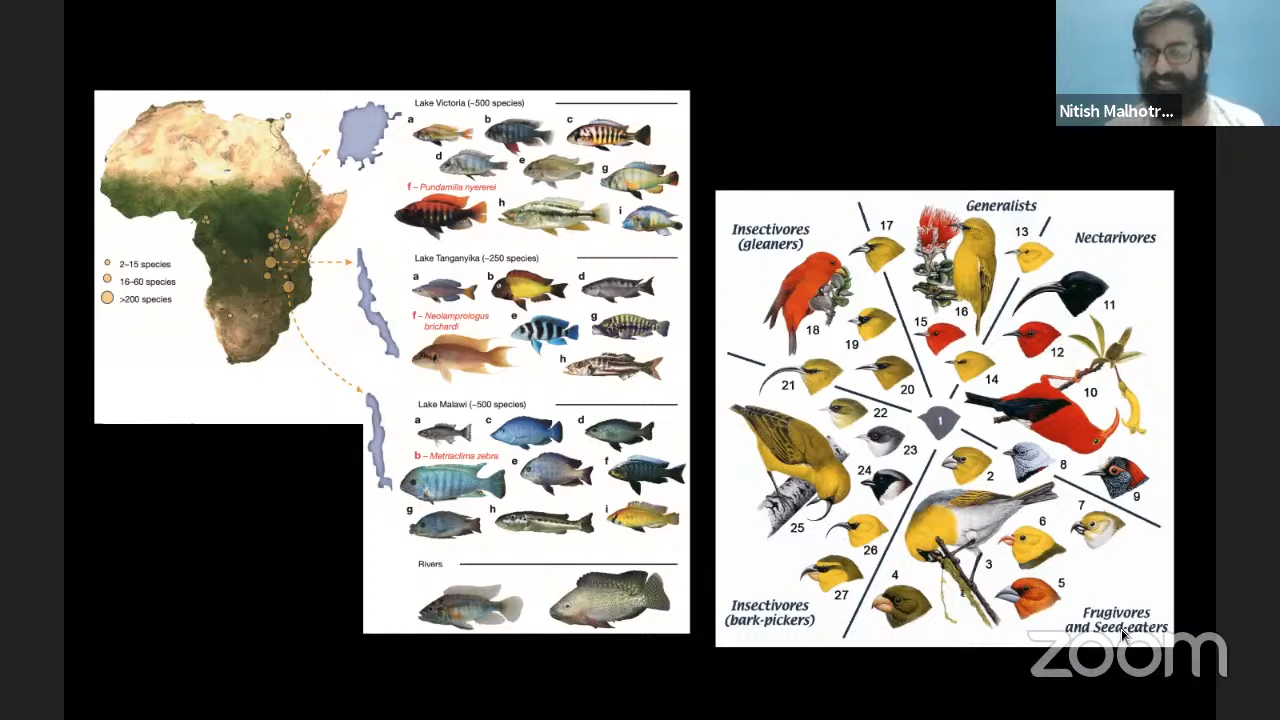 Nitish Malhotr...
Lake Victoria (~500 species)
a
b
c
d
e
g
f – Pundamilia nyererei
h
i
2–15 species
16–60 species
>200 species
Lake Tanganyika (~250 species)
a
b
d
f – Neolamprologus
brichardi
e
g
h
Lake Malawi (~500 species)
a
c
d
b – Metriaclima zebra
e
f
g
h
i
Rivers
Generalists
Insectivores
(gleaners)
Nectarivores
17
13
11
18
16
15
12
19
14
10
21
20
22
1
23
8
24
2
9
25
7
6
26
3
4
5
27
Insectivores
(bark-pickers)
Frugivores
and Seed-eaters
zoom